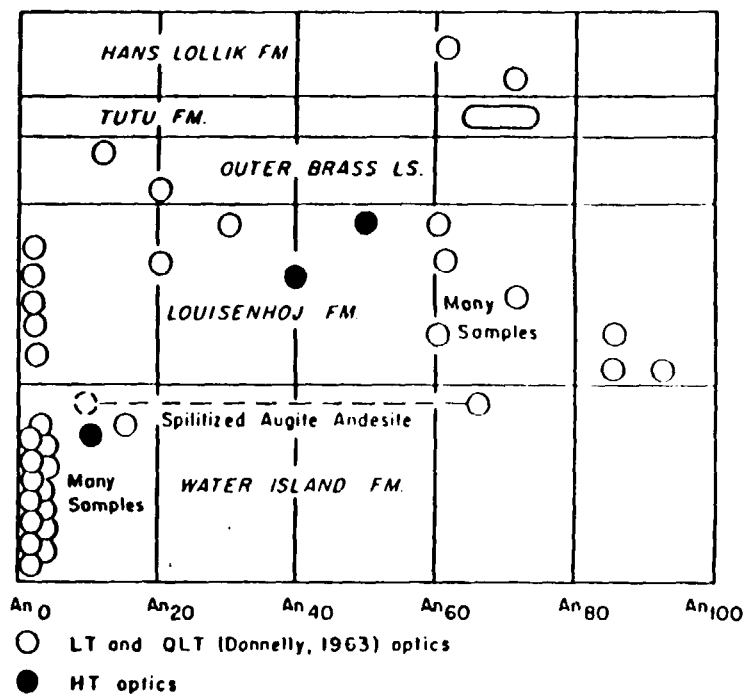 HANS LOLLIK FM
TUTU FM.
OUTER BRASS LS.
LOUISENHOJ FM.
Many
Samples
Spilitized Augite Andesite
Many
Samples
WATER ISLAND FM.
An0 An20 An40 An60 An80 An100
LT and QLT (Donnelly, 1963) optics
HT optics